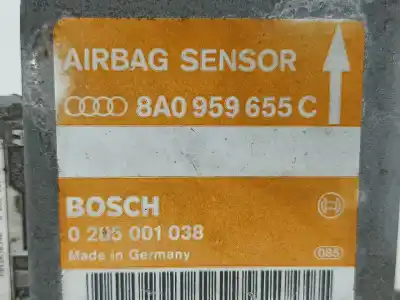 AIRBAG SENSOR
8A0 959 655 C
BOSCH
0 285 001 038
Made in Germany
085